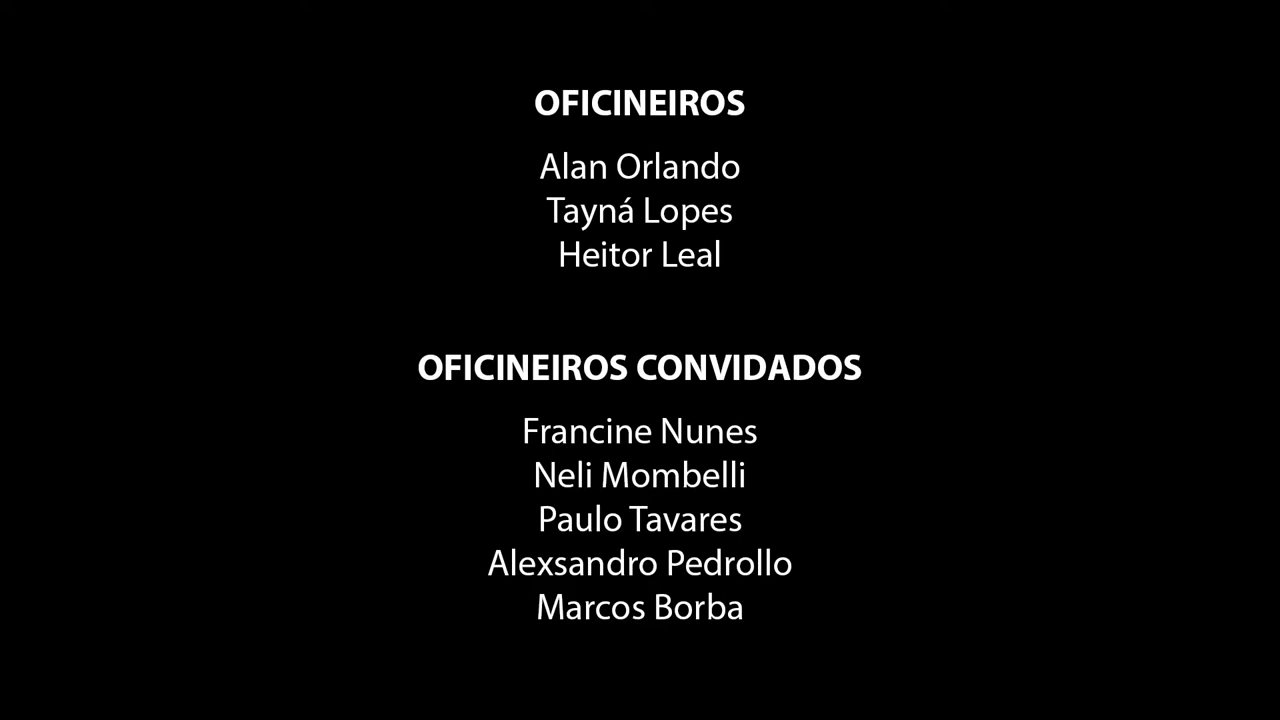 OFICINEIROS
Alan Orlando
Tayná Lopes
Heitor Leal
OFICINEIROS CONVIDADOS
Francine Nunes
Neli Mombelli
Paulo Tavares
Alexsandro Pedrollo
Marcos Borba